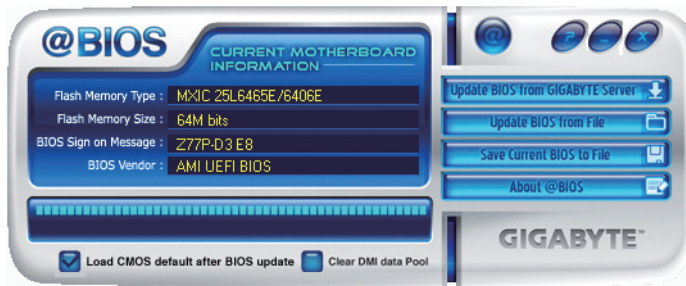 @BIOS
CURRENT MOTHERBOARD
INFORMATION
Flash Memory Type : MXIC 25L6465E/6406E
Flash Memory Size : 64M bits
BIOS Sign on Message : Z77P-D3 E8
BIOS Vendor : AMI UEFI BIOS
Load CMOS default after BIOS update
Clear DMI data Pool
@
? – X
Update BIOS from GIGABYTE Server
Update BIOS from File
Save Current BIOS to File
About @BIOS
GIGABYTE™